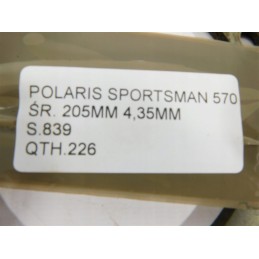 POLARIS SPORTSMAN 570
ŚR. 205MM 4,35MM
S.839
QTH.226